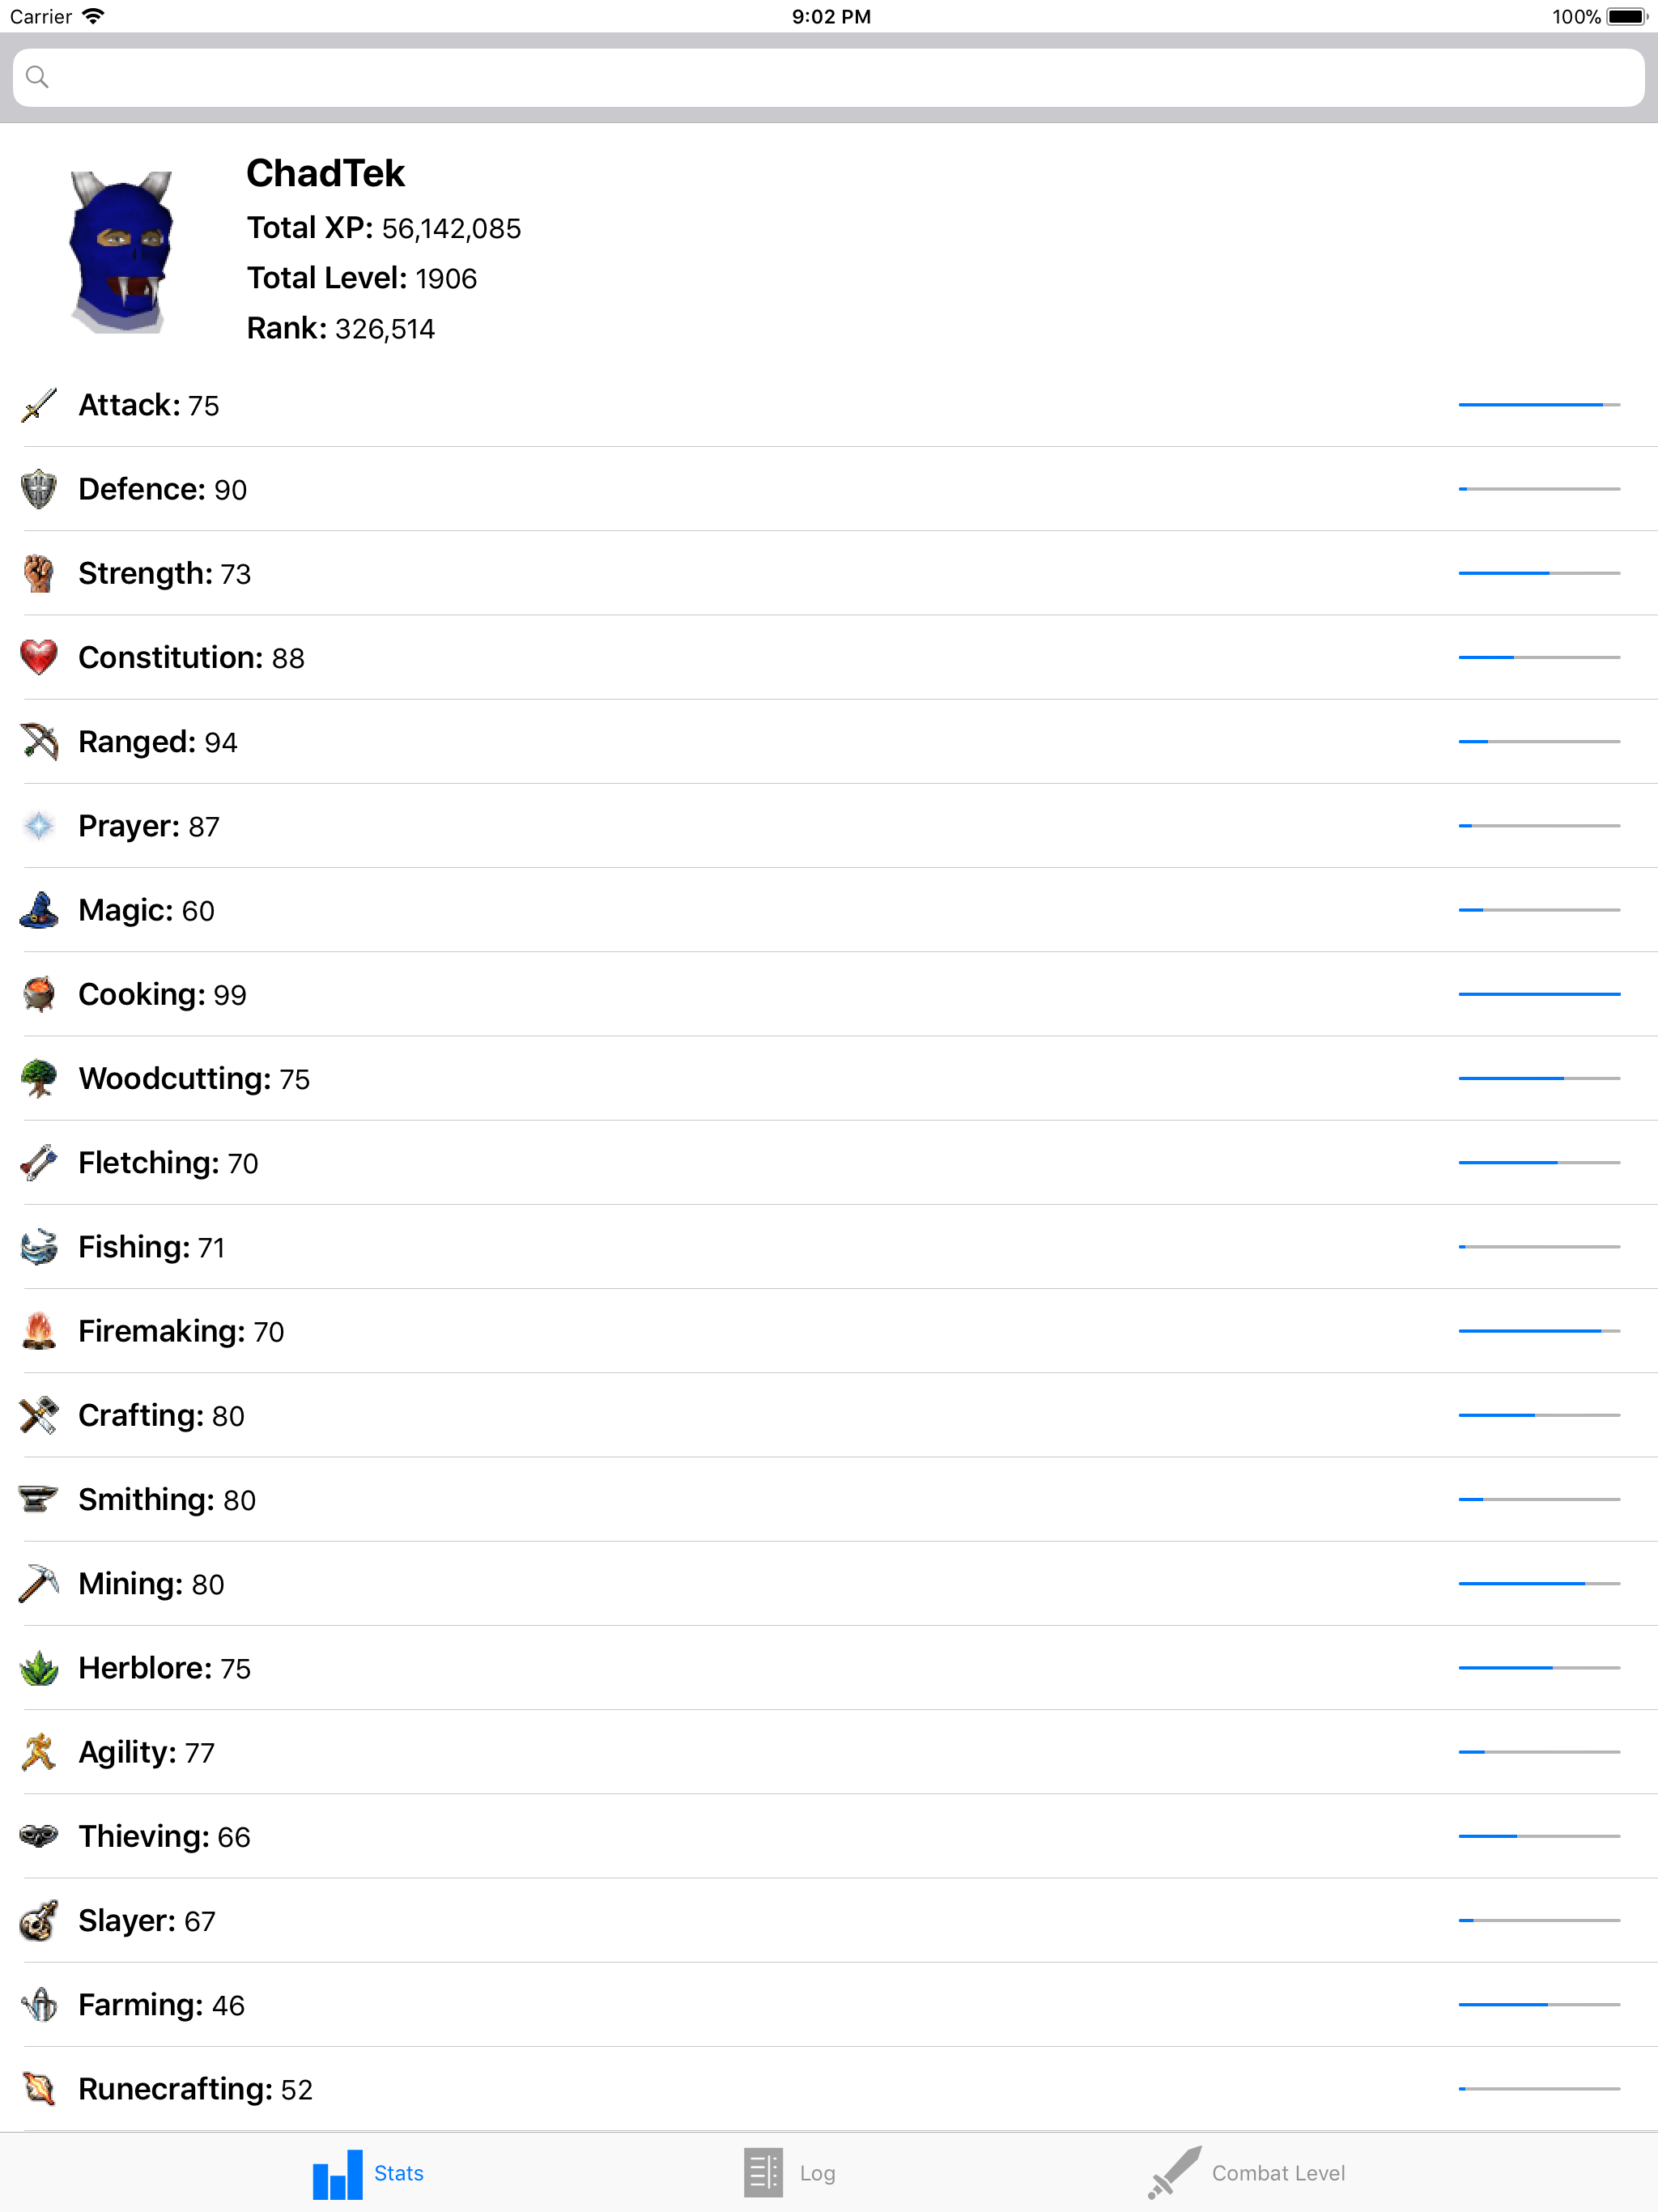 Carrier 9:02 PM 100%
ChadTek
Total XP: 56,142,085
Total Level: 1906
Rank: 326,514
Attack: 75
Defence: 90
Strength: 73
Constitution: 88
Ranged: 94
Prayer: 87
Magic: 60
Cooking: 99
Woodcutting: 75
Fletching: 70
Fishing: 71
Firemaking: 70
Crafting: 80
Smithing: 80
Mining: 80
Herblore: 75
Agility: 77
Thieving: 66
Slayer: 67
Farming: 46
Runecrafting: 52
Stats Log Combat Level